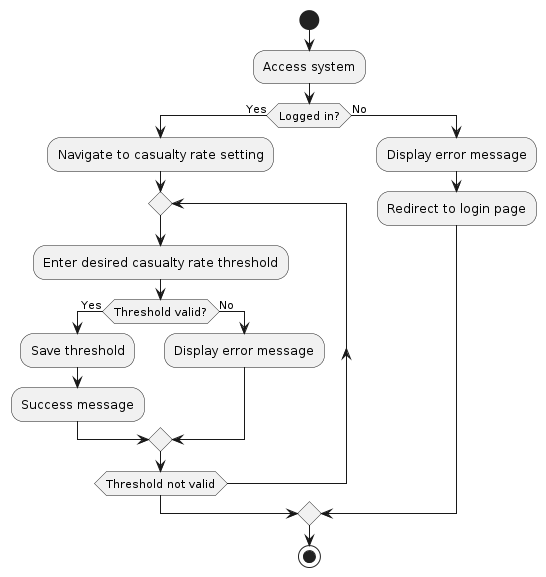 Access system
Yes
Logged in?
No
Navigate to casualty rate setting
Display error message
Redirect to login page
Enter desired casualty rate threshold
Yes
Threshold valid?
No
Save threshold
Display error message
Success message
Threshold not valid